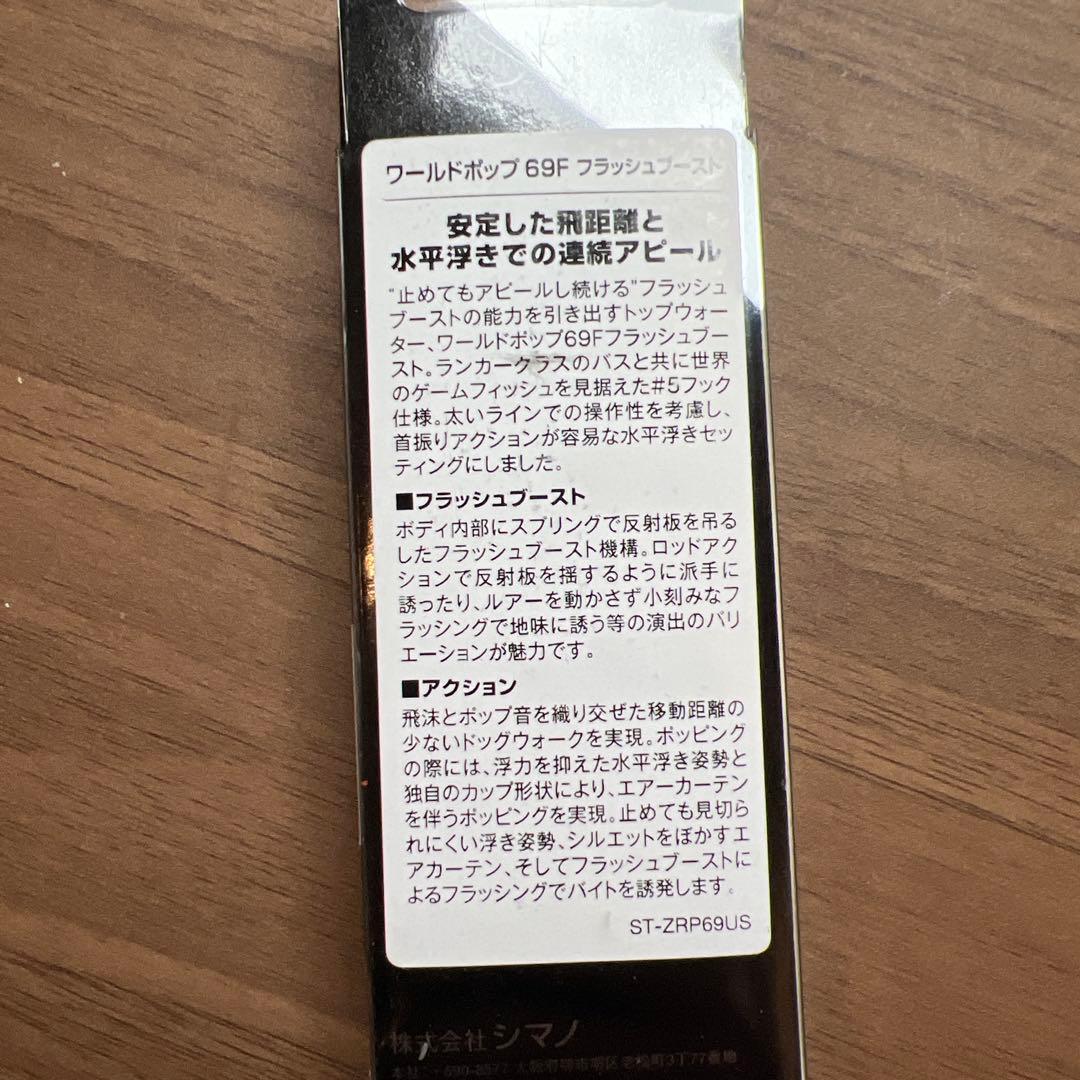 ワールドポップ 69F フラッシュブースト
安定した飛距離と
水平浮きでの連続アピール
"止めてもアピールし続ける"フラッシュ
ブーストの能力を引き出すトップウォー
ター、ワールドポップ69Fフラッシュブー
スト。ランカークラスのバスと共に世界
のゲームフィッシュを見据えた#5フック
仕様。太いラインでの操作性を考慮し、
首振りアクションが容易な水平浮きセッ
ティングにしました。
■フラッシュブースト
ボディ内部にスプリングで反射板を吊る
したフラッシュブースト機構。ロッドアク
ションで反射板を揺するように派手に
誘ったり、ルアーを動かさず小刻みなフ
ラッシングで地味に誘う等の演出のバリ
エーションが魅力です。
■アクション
飛沫とポップ音を織り交ぜた移動距離の
少ないドッグウォークを実現。ポッピング
の際には、浮力を抑えた水平浮き姿勢と
独自のカップ形状により、エアーカーテン
を伴うポッピングを実現。止めても見切ら
れにくい浮き姿勢、シルエットをぼかすエ
アカーテン、そしてフラッシュブーストに
よるフラッシングでバイトを誘発します。
ST-ZRP69US
株式会社 シマノ
本社:〒590-8577 大阪府堺市堺区老松町3丁77番地